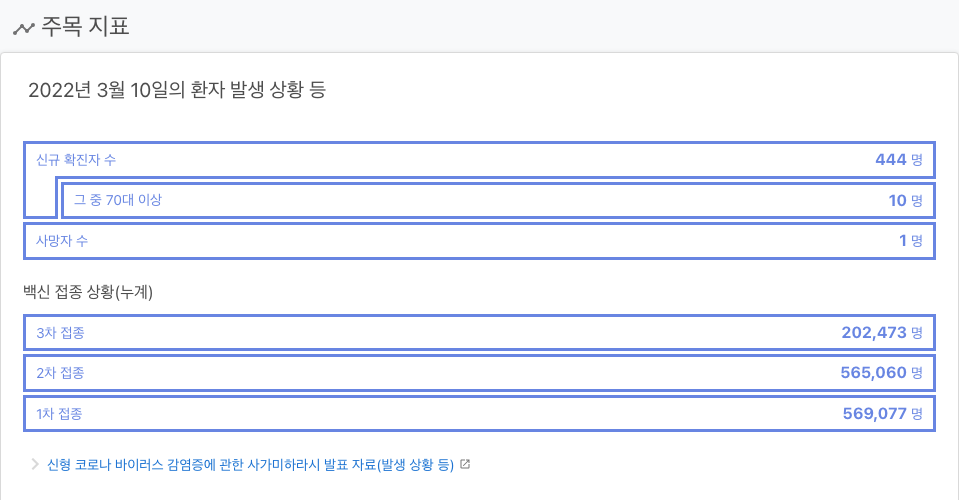 주목 지표
2022년 3월 10일의 환자 발생 상황 등
신규 확진자 수 444 명
그 중 70대 이상 10 명
사망자 수 1 명
백신 접종 상황(누계)
3차 접종 202,473 명
2차 접종 565,060 명
1차 접종 569,077 명
신형 코로나 바이러스 감염증에 관한 사가미하라시 발표 자료(발생 상황 등)